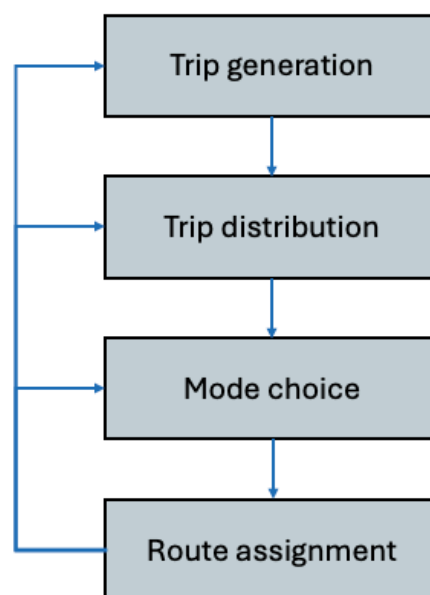 Trip generation
Trip distribution
Mode choice
Route assignment